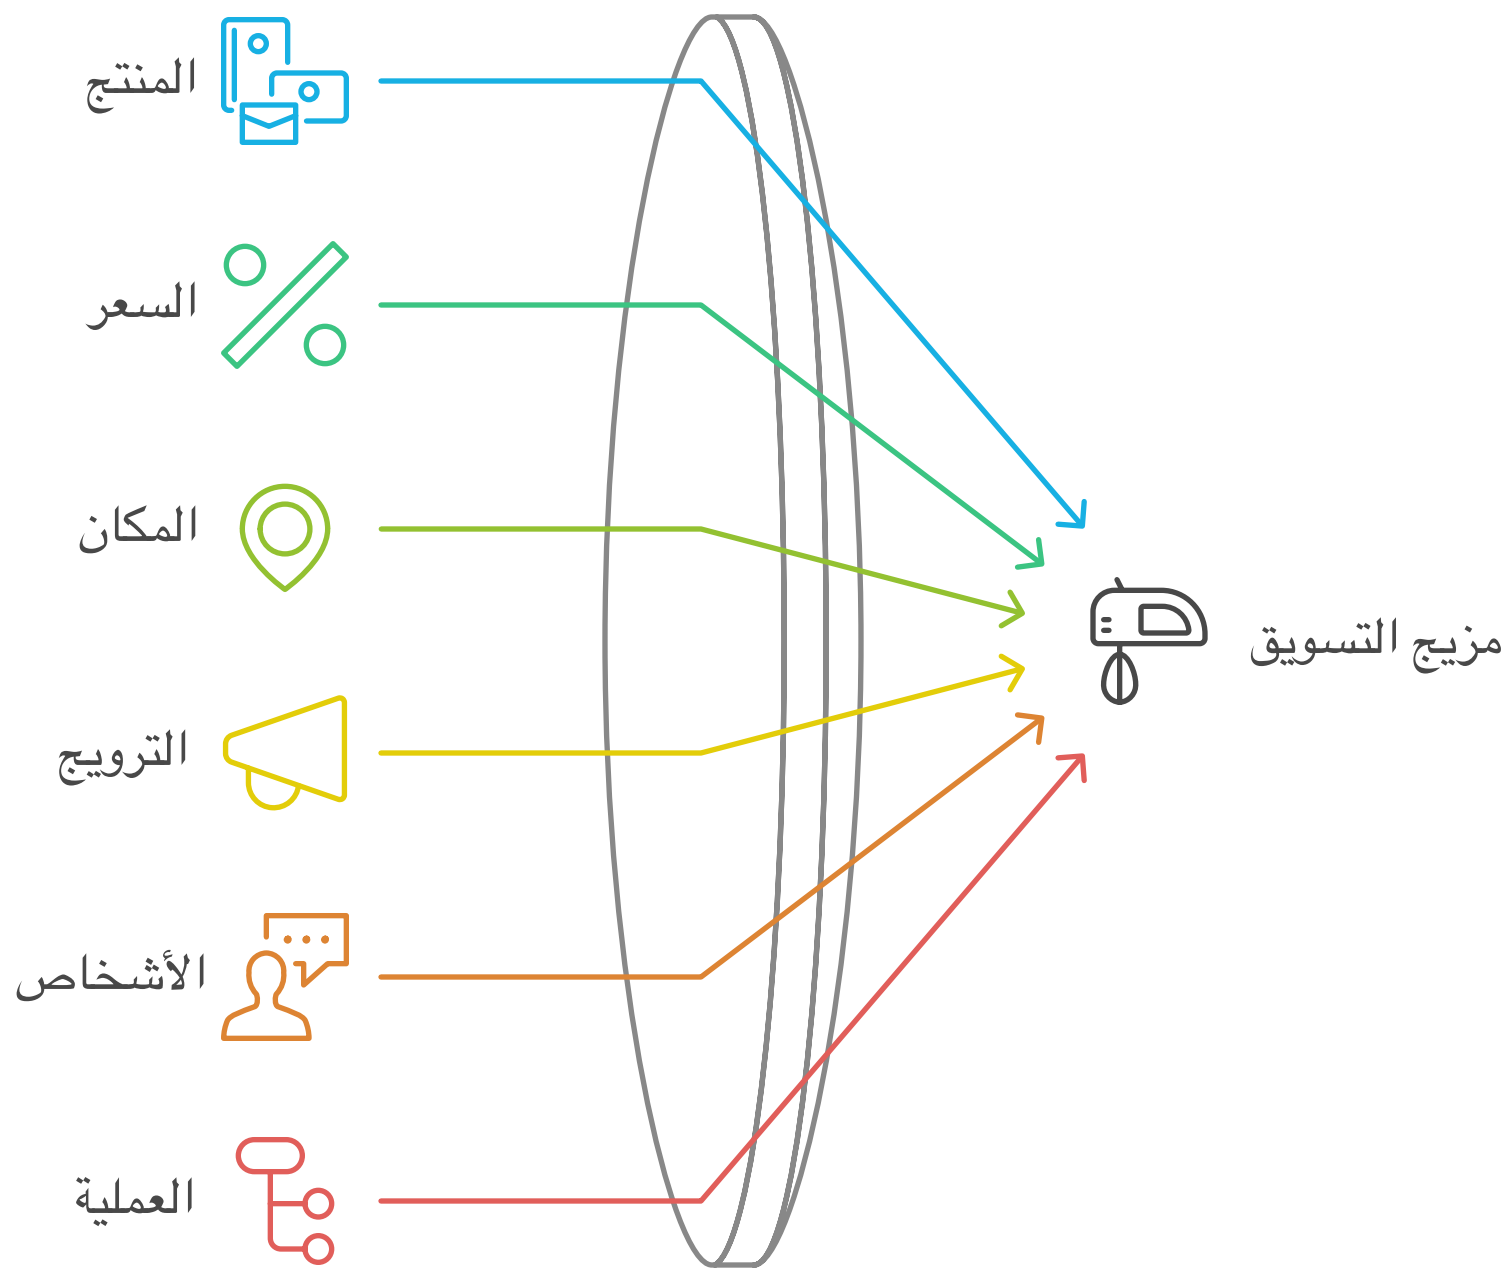 المنتج
السعر
المكان
الترويج
الأشخاص
العملية
مزيج التسويق